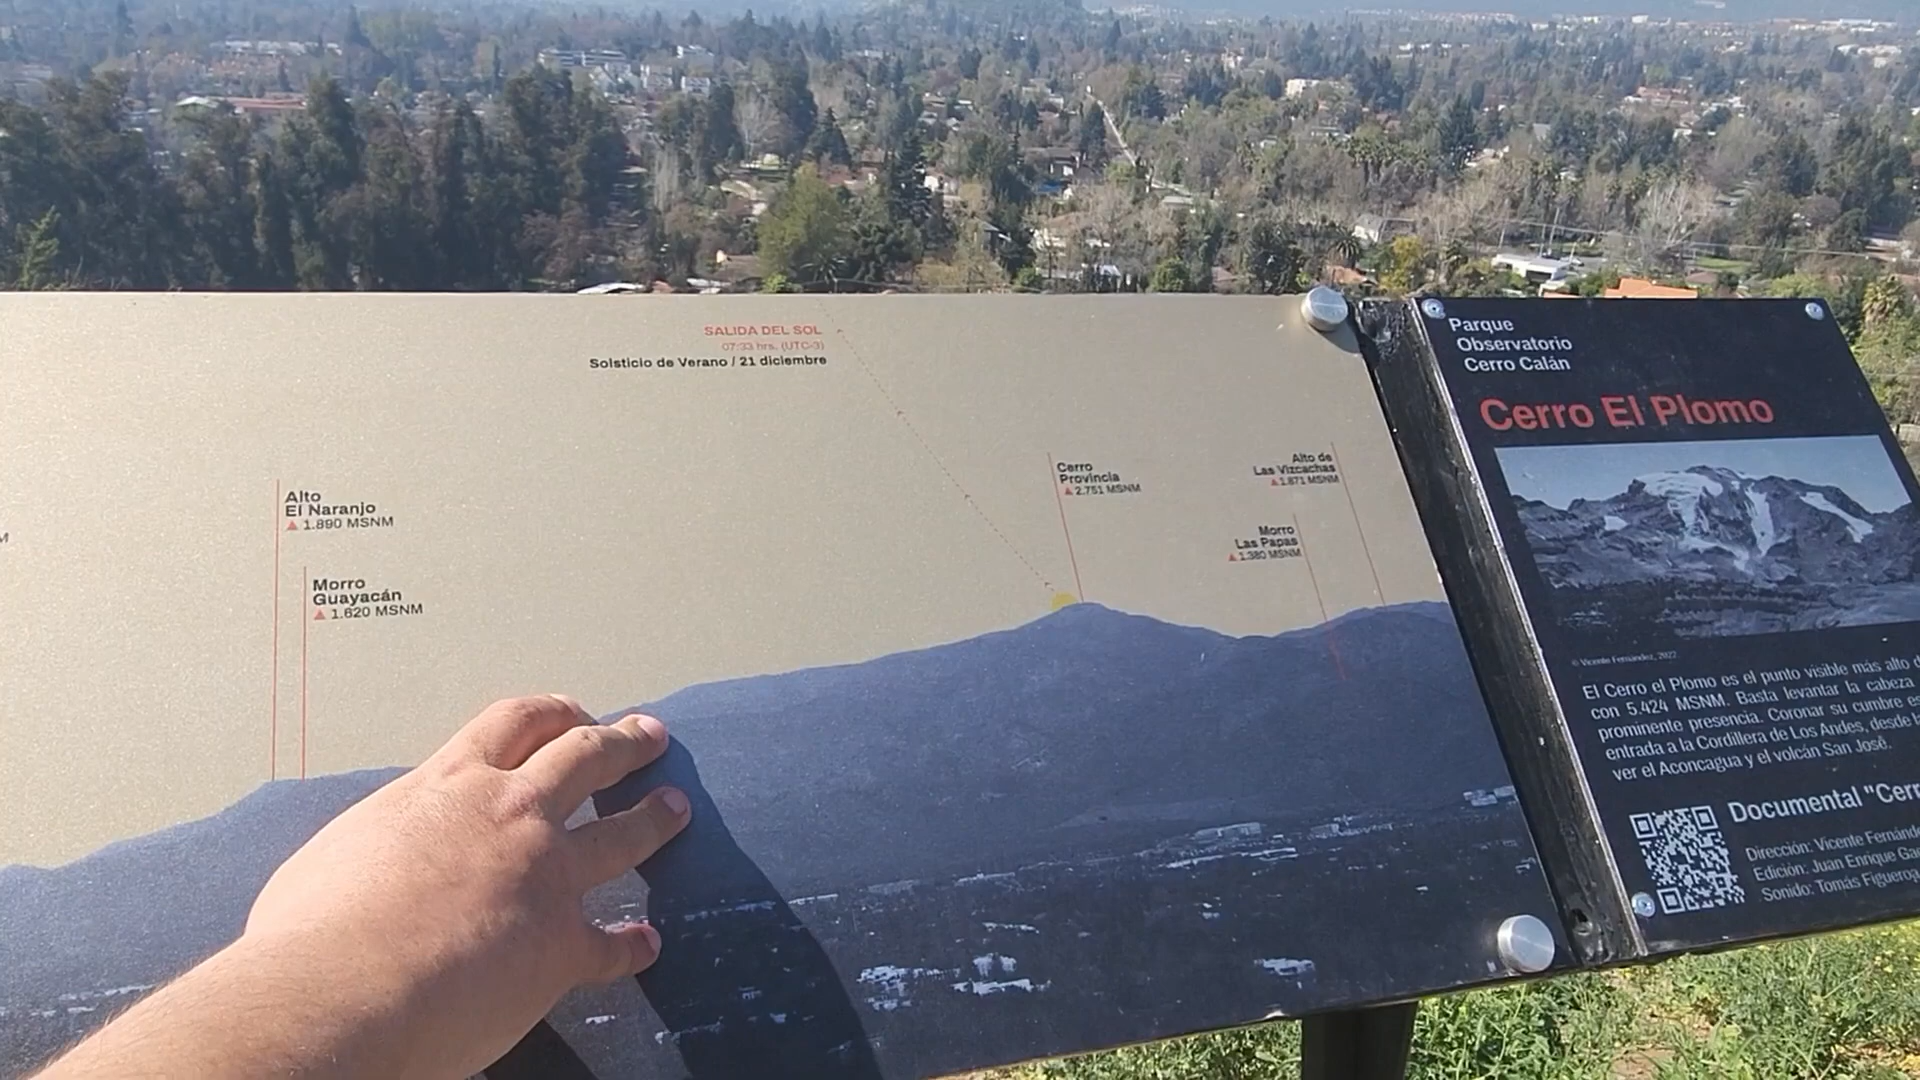 SALIDA DEL SOL
07:33 hrs. (UTC-3)
Solsticio de Verano / 21 diciembre
Alto
El Naranjo
▲ 1.890 MSNM
Morro
Guayacán
▲ 1.620 MSNM
Cerro
Provincia
▲ 2.751 MSNM
Alto de
Las Vizcachas
▲ 1.871 MSNM
Morro
Las Papas
▲ 1.380 MSNM
Parque
Observatorio
Cerro Calán
Cerro El Plomo
© Vicente Fernández, 2022
El Cerro el Plomo es el punto visible más alto
con 5.424 MSNM. Basta levantar la cabeza
prominente presencia. Coronar su cumbre
entrada a la Cordillera de Los Andes, desde
ver el Aconcagua y el volcán San José.
Documental "Cerr
Dirección: Vicente Fernánd
Edición: Juan Enrique
Sonido: Tomás Figueroa